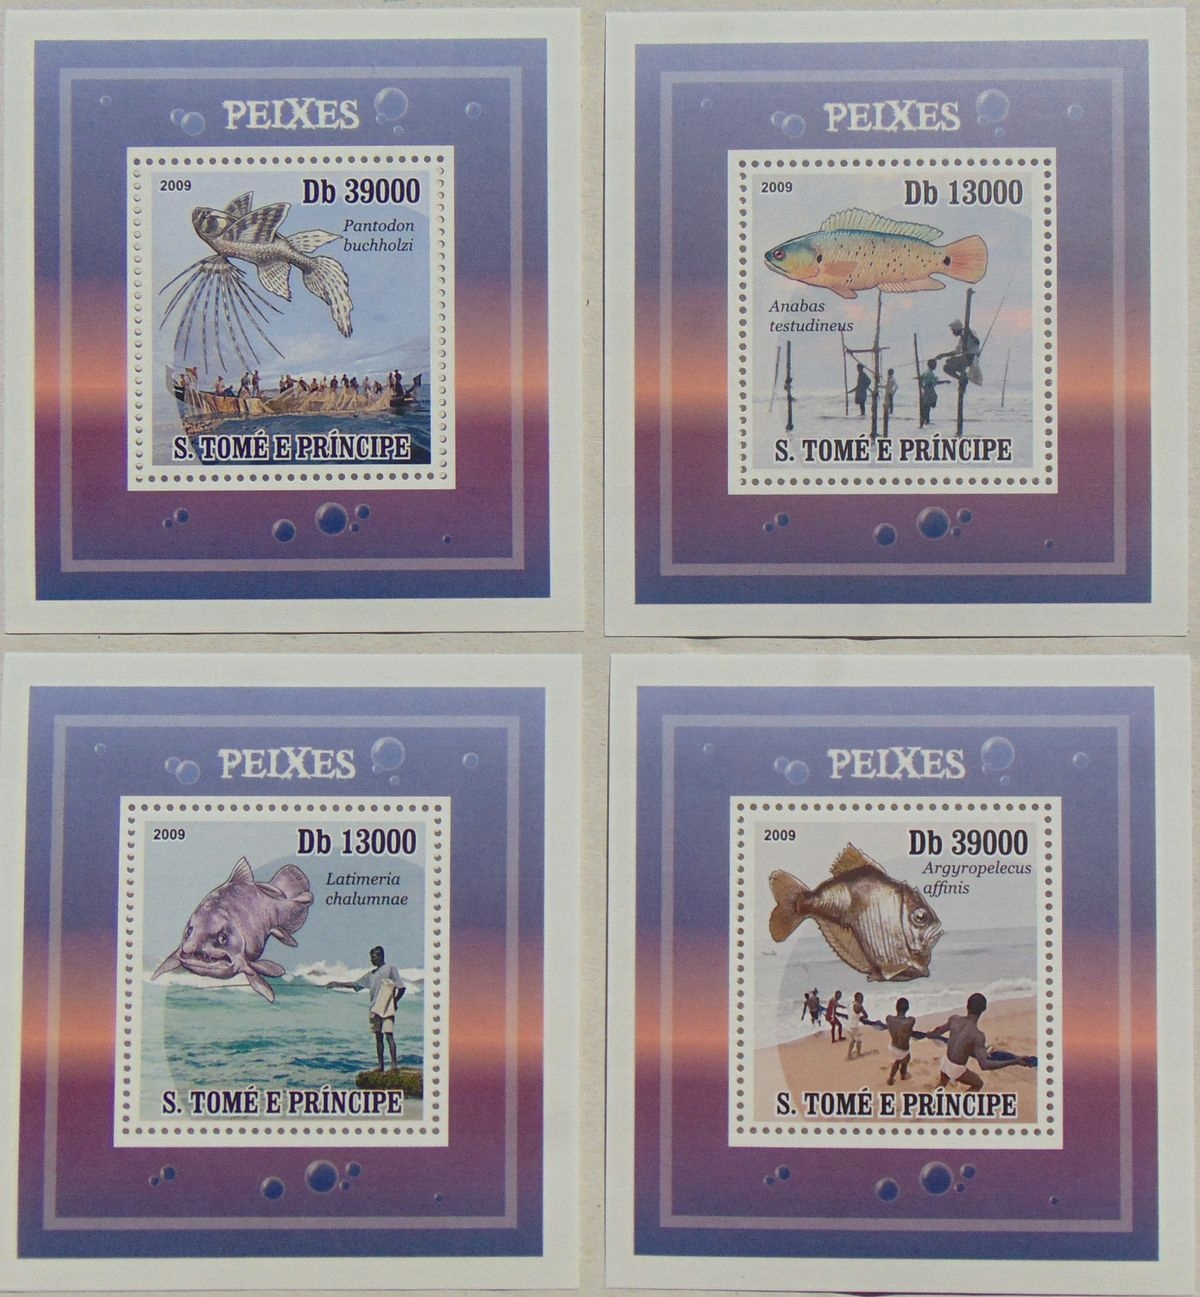 PEIXES
2009
Db 39000
Pantodon
buchholzi
S. TOMÉ E PRÍNCIPE
PEIXES
2009
Db 13000
Anabas
testudineus
S. TOMÉ E PRÍNCIPE
PEIXES
2009
Db 13000
Latimeria
chalumnae
S. TOMÉ E PRÍNCIPE
PEIXES
2009
Db 39000
Argyropelecus
affinis
S. TOMÉ E PRÍNCIPE